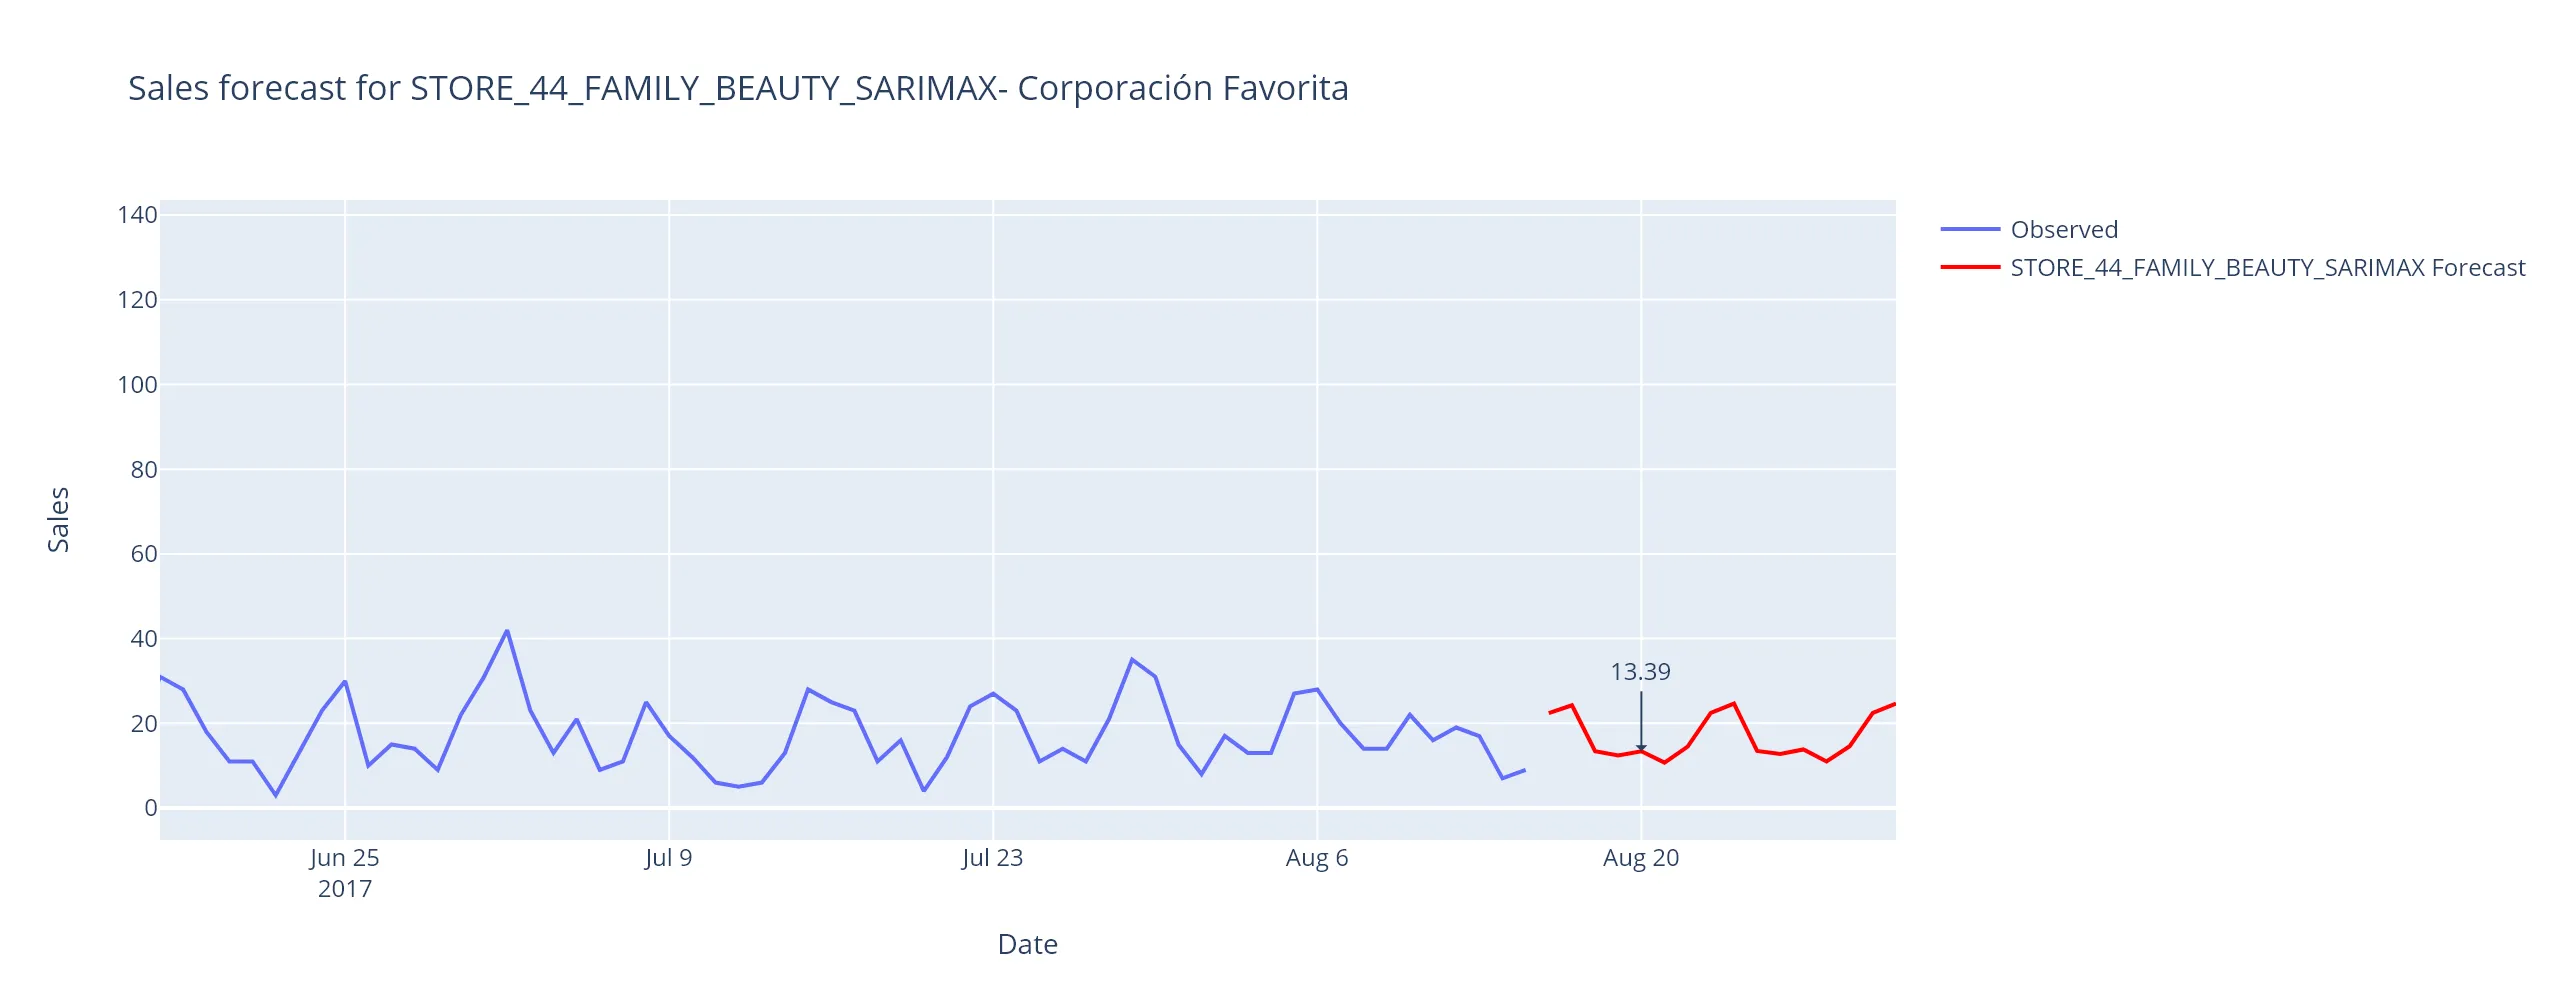 Sales forecast for STORE_44_FAMILY_BEAUTY_SARIMAX- Corporación Favorita
Observed
STORE_44_FAMILY_BEAUTY_SARIMAX Forecast
140
120
100
80
60
40
20
0
Sales
13.39
Jun 25
2017
Jul 9
Jul 23
Aug 6
Aug 20
Date